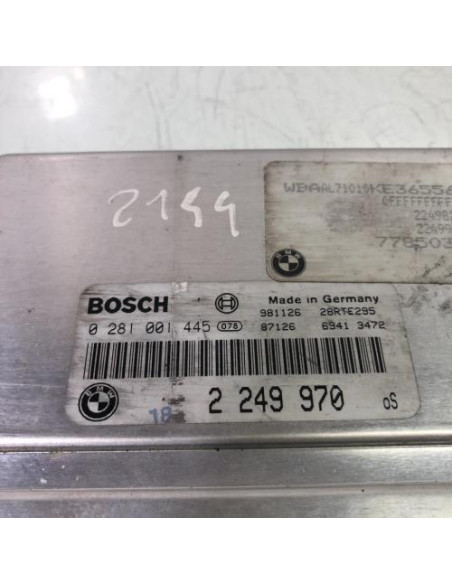 2199
BOSCH
Made in Germany
981126 28RTE295
0 281 001 445 078
87126 6941 3472
BMW
18 2 249 970 oS